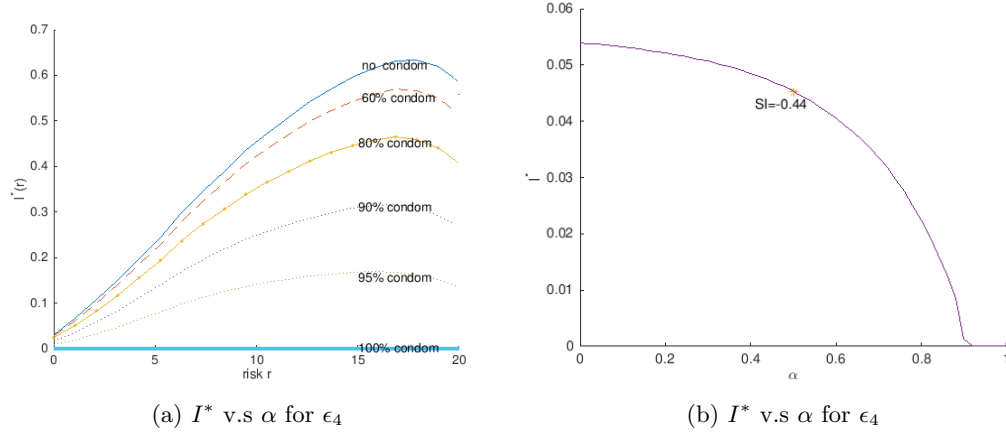 0.7
0.6
0.5
0.4
0.3
0.2
0.1
0
I*(r)
no condom
60% condom
80% condom
90% condom
95% condom
100% condom
0 5 10 15 20
risk r
(a) I* v.s α for ϵ4
0.06
0.05
0.04
0.03
0.02
0.01
0
I*
SI=-0.44
0 0.2 0.4 0.6 0.8 1
α
(b) I* v.s α for ϵ4